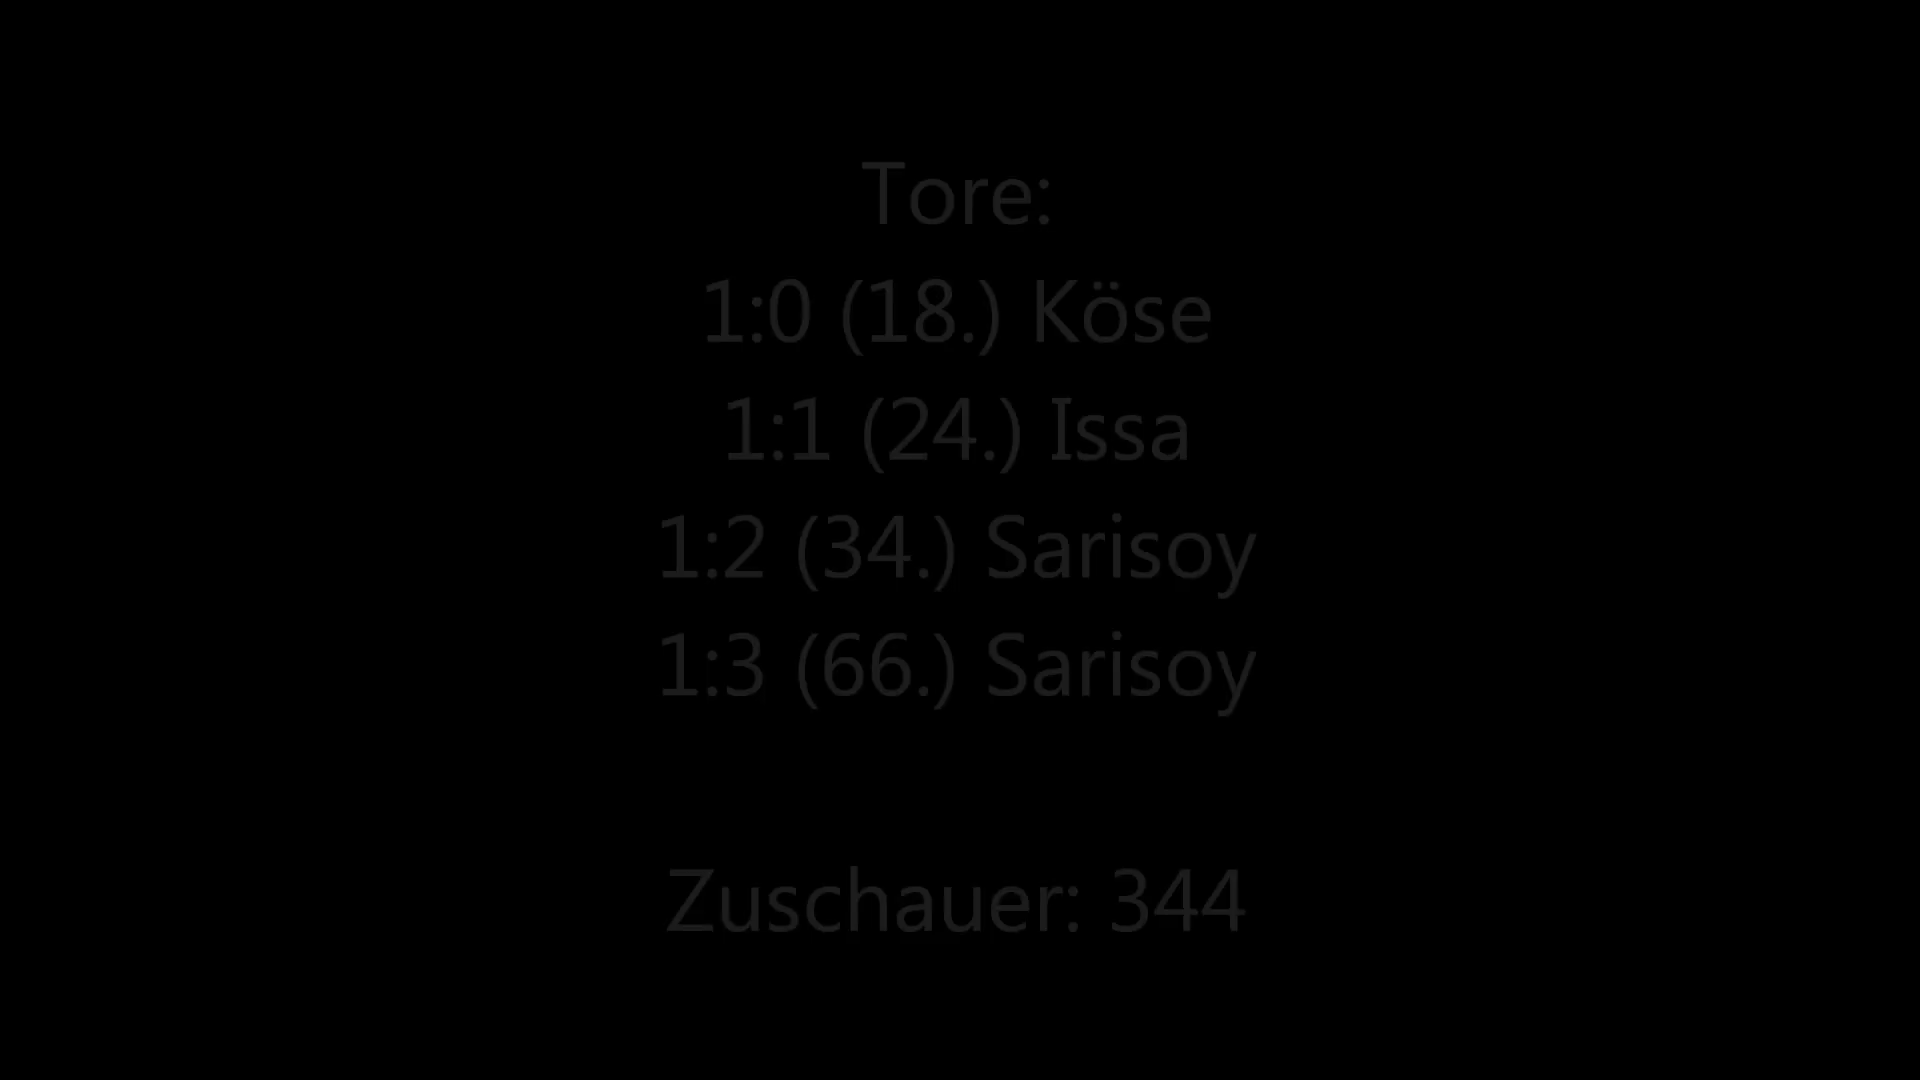 Tore:
1:0 (18.) Köse
1:1 (24.) Issa
1:2 (34.) Sarisoy
1:3 (66.) Sarisoy
Zuschauer: 344